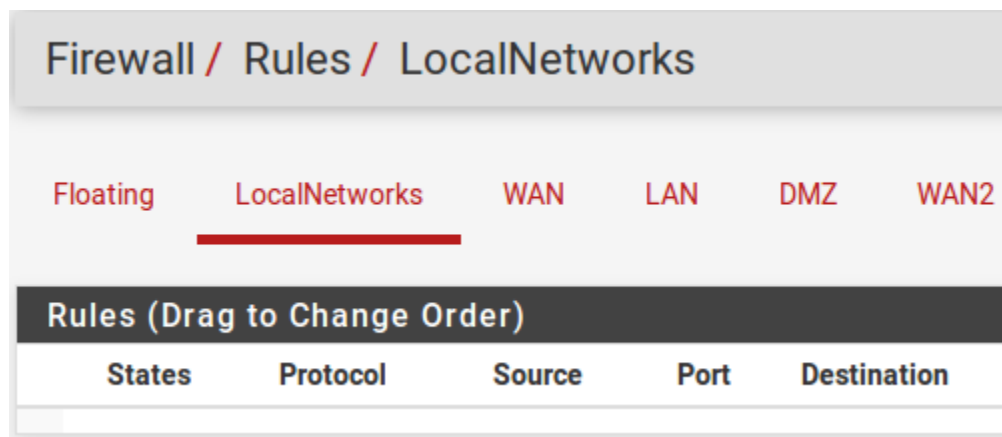 Firewall / Rules / LocalNetworks
Floating LocalNetworks WAN LAN DMZ WAN2
Rules (Drag to Change Order)
States Protocol Source Port Destination